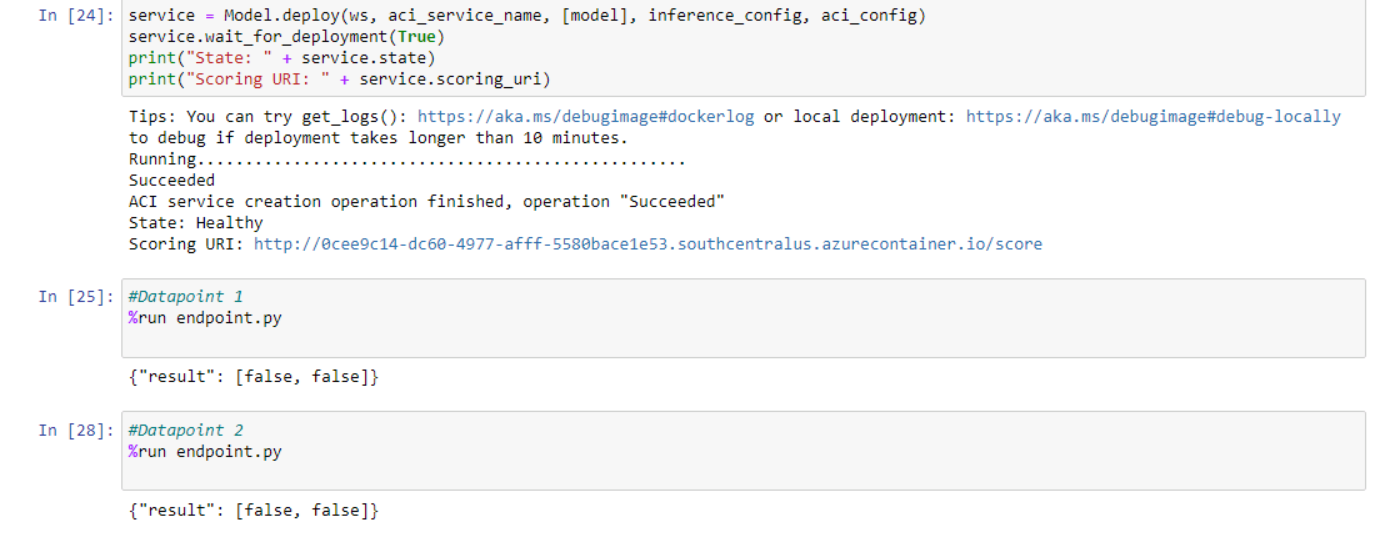 In [24]: service = Model.deploy(ws, aci_service_name, [model], inference_config, aci_config)
service.wait_for_deployment(True)
print("State: " + service.state)
print("Scoring URI: " + service.scoring_uri)
Tips: You can try get_logs(): https://aka.ms/debugimage#dockerlog or local deployment: https://aka.ms/debugimage#debug-locally
to debug if deployment takes longer than 10 minutes.
Running...................................................
Succeeded
ACI service creation operation finished, operation "Succeeded"
State: Healthy
Scoring URI: http://0cee9c14-dc60-4977-afff-5580bace1e53.southcentralus.azurecontainer.io/score
In [25]: #Datapoint 1
%run endpoint.py
{"result": [false, false]}
In [28]: #Datapoint 2
%run endpoint.py
{"result": [false, false]}